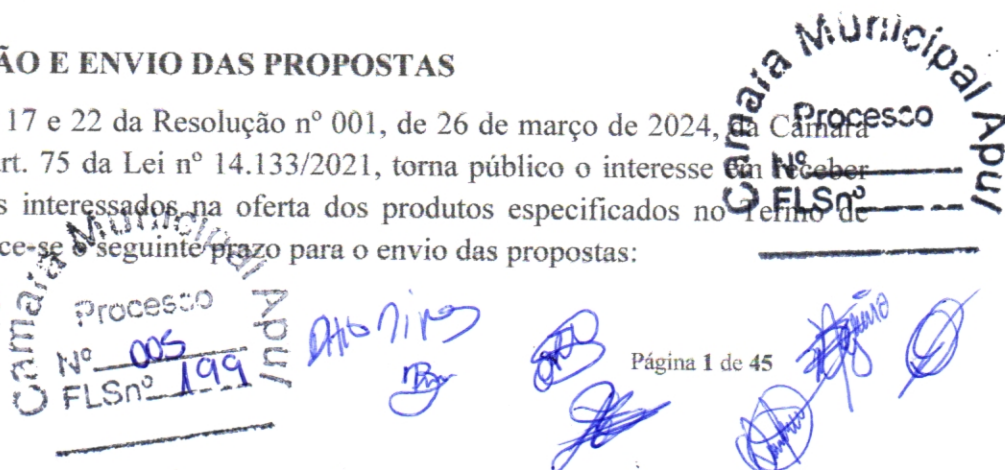 ÃO E ENVIO DAS PROPOSTAS
17 e 22 da Resolução nº 001, de 26 de março de 2024, da Câmara
rt. 75 da Lei nº 14.133/2021, torna público o interesse em receber
s interessados na oferta dos produtos especificados no Termo de
ce-se o seguinte prazo para o envio das propostas:
Camara Municipal Apuí
Processo
Nº
FLSnº
Camara Municipal Apuí
Processo
Nº 005
FLSnº 199
Página 1 de 45